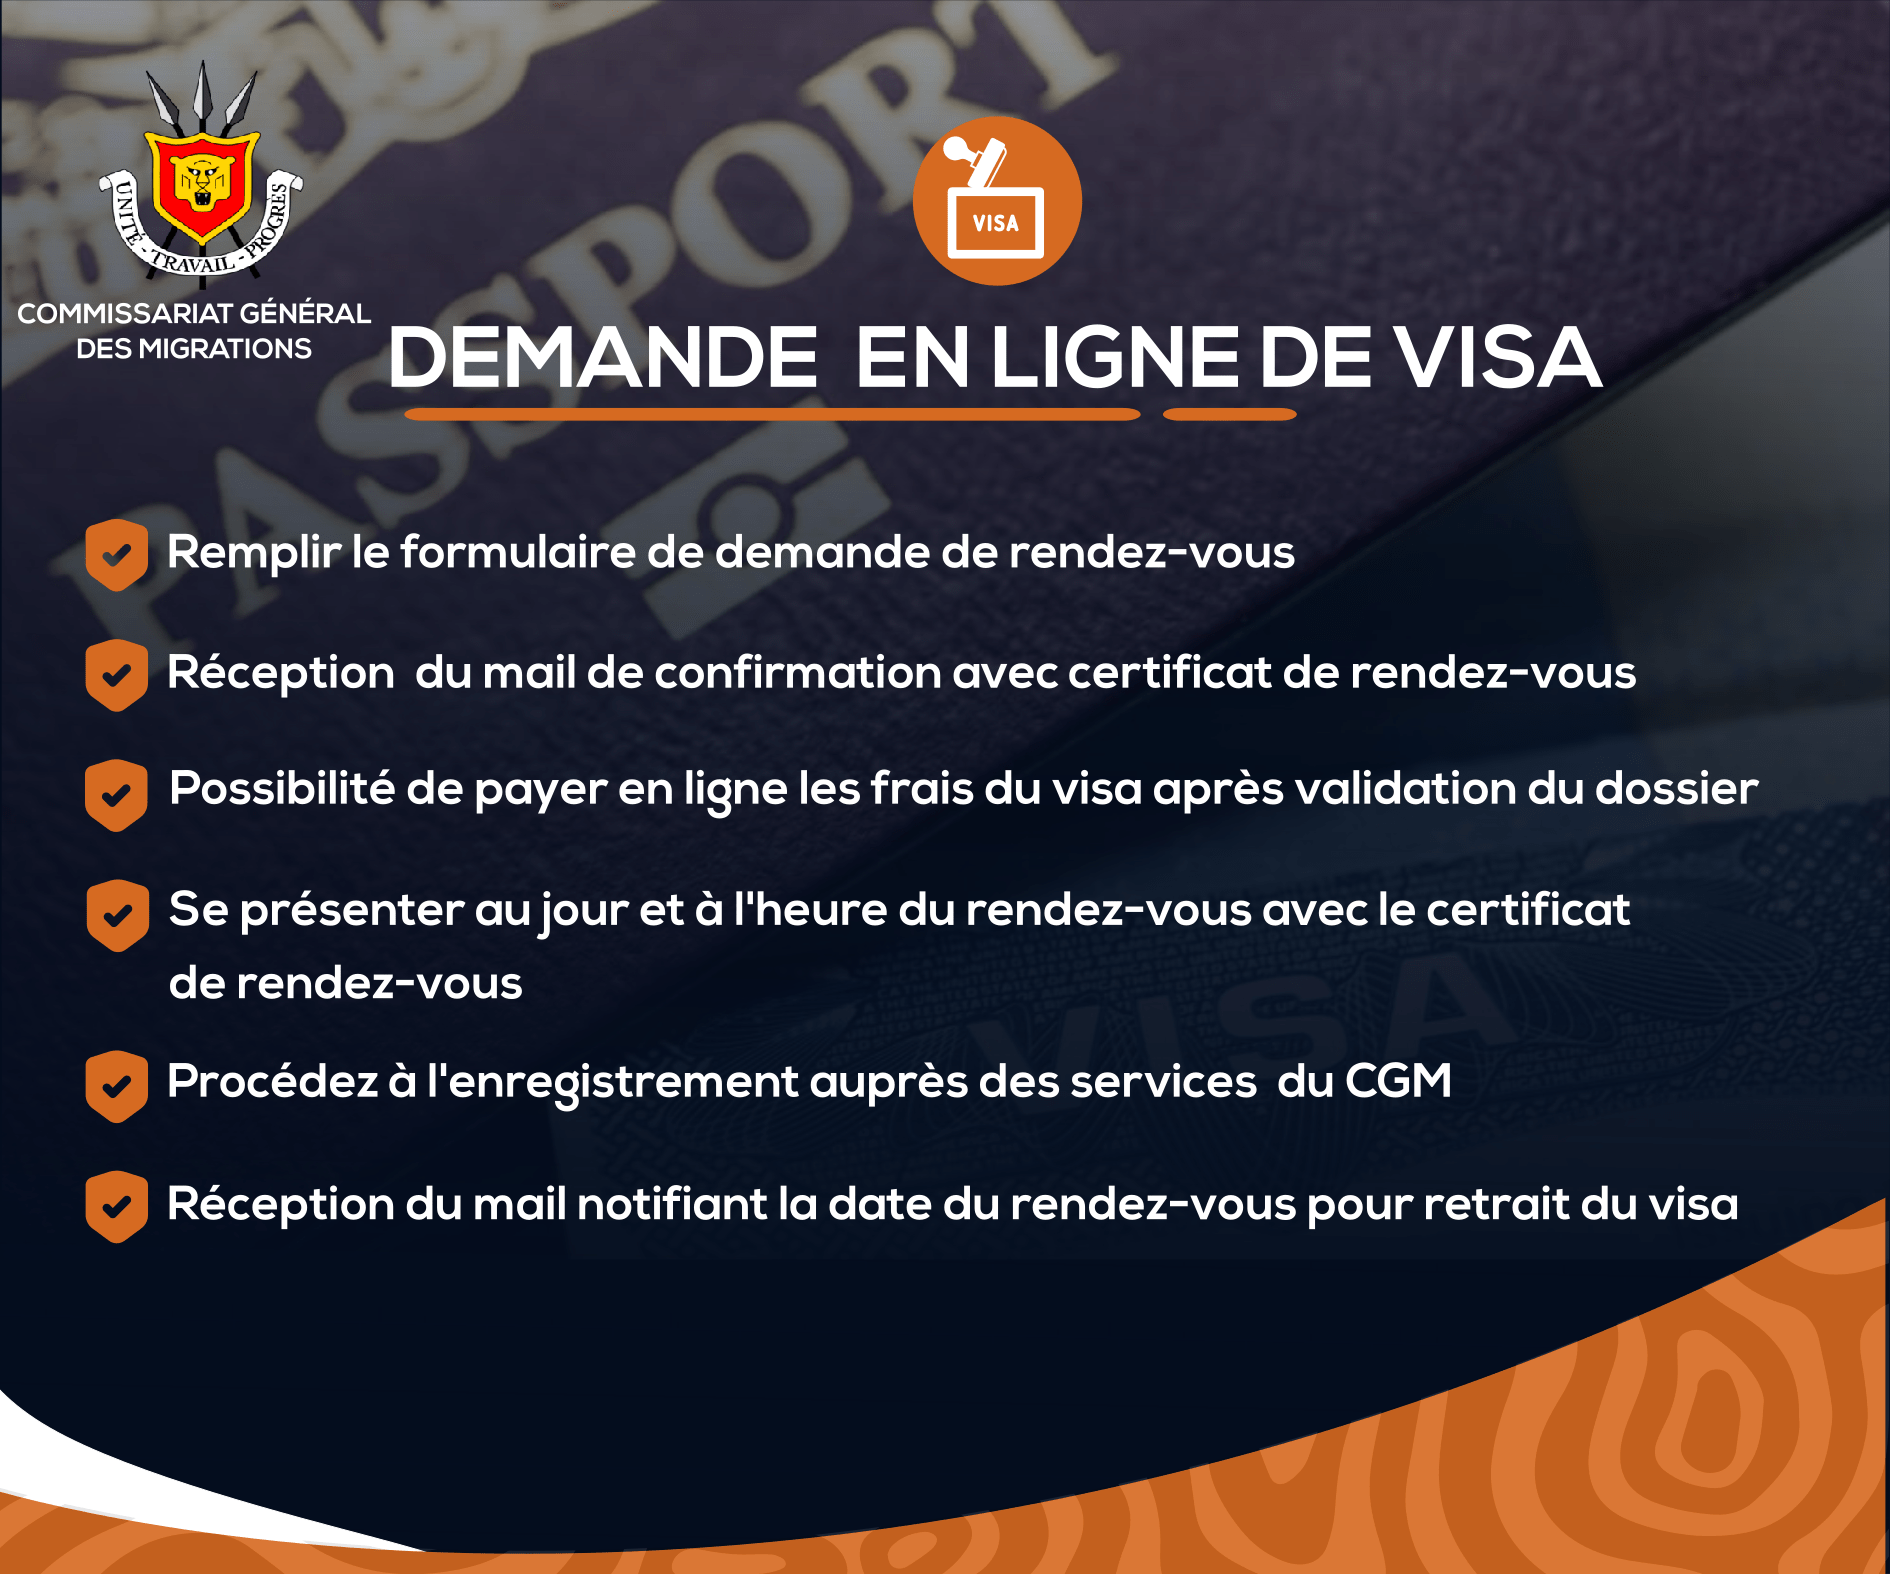 PASSPORT
UNITÉ - TRAVAIL - PROGRÈS
COMMISSARIAT GÉNÉRAL
DES MIGRATIONS
VISA
DEMANDE EN LIGNE DE VISA
Remplir le formulaire de demande de rendez-vous
Réception du mail de confirmation avec certificat de rendez-vous
Possibilité de payer en ligne les frais du visa après validation du dossier
Se présenter au jour et à l'heure du rendez-vous avec le certificat
de rendez-vous
Procédez à l'enregistrement auprès des services du CGM
Réception du mail notifiant la date du rendez-vous pour retrait du visa
VISA